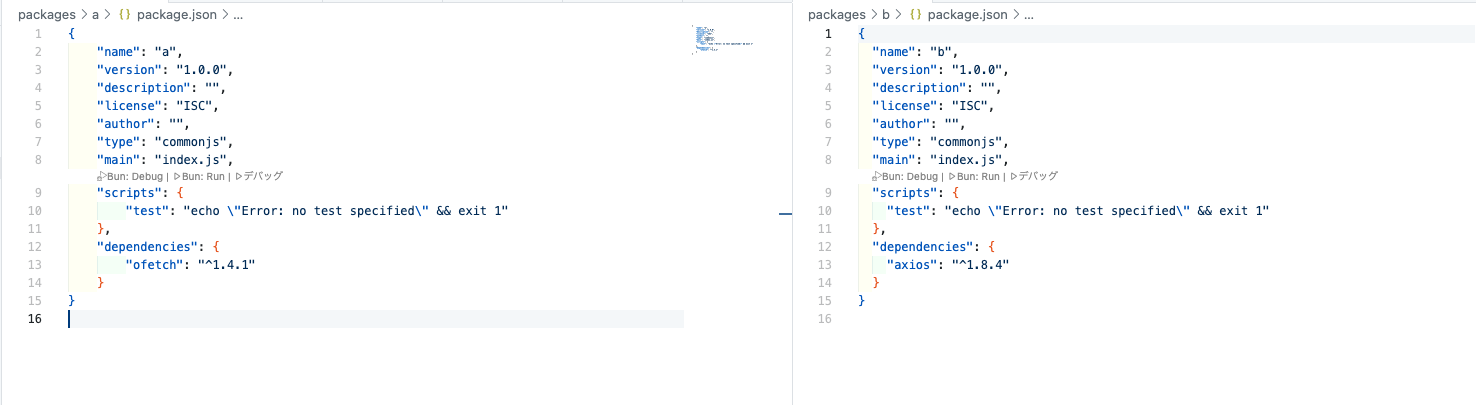 packages > a > {} package.json > ...
1 {
2 "name": "a",
3 "version": "1.0.0",
4 "description": "",
5 "license": "ISC",
6 "author": "",
7 "type": "commonjs",
8 "main": "index.js",
Bun: Debug | ▷Bun: Run | ▷デバッグ
9 "scripts": {
10 "test": "echo \"Error: no test specified\" && exit 1"
11 },
12 "dependencies": {
13 "ofetch": "^1.4.1"
14 }
15 }
16
packages > b > {} package.json > ...
1 {
2 "name": "b",
3 "version": "1.0.0",
4 "description": "",
5 "license": "ISC",
6 "author": "",
7 "type": "commonjs",
8 "main": "index.js",
Bun: Debug | ▷Bun: Run | ▷デバッグ
9 "scripts": {
10 "test": "echo \"Error: no test specified\" && exit 1"
11 },
12 "dependencies": {
13 "axios": "^1.8.4"
14 }
15 }
16